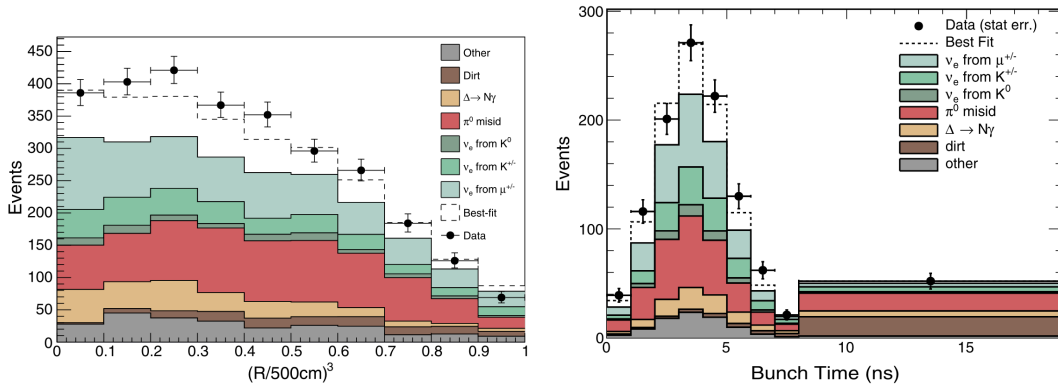 450
400
350
300
250
200
150
100
50
0
Events
0 0.1 0.2 0.3 0.4 0.5 0.6 0.7 0.8 0.9 1
(R/500cm)³
Other
Dirt
Δ→ Nγ
π⁰ misid
νₑ from K⁰
νₑ from K⁺/⁻
νₑ from μ⁺/⁻
Best-fit
Data
300
200
100
0
Events
0 5 10 15
0 5 10 15
Bunch Time (ns)
Data (stat err.)
Best Fit
νₑ from μ⁺/⁻
νₑ from K⁺/⁻
νₑ from K⁰
π⁰ misid
Δ → Nγ
dirt
other